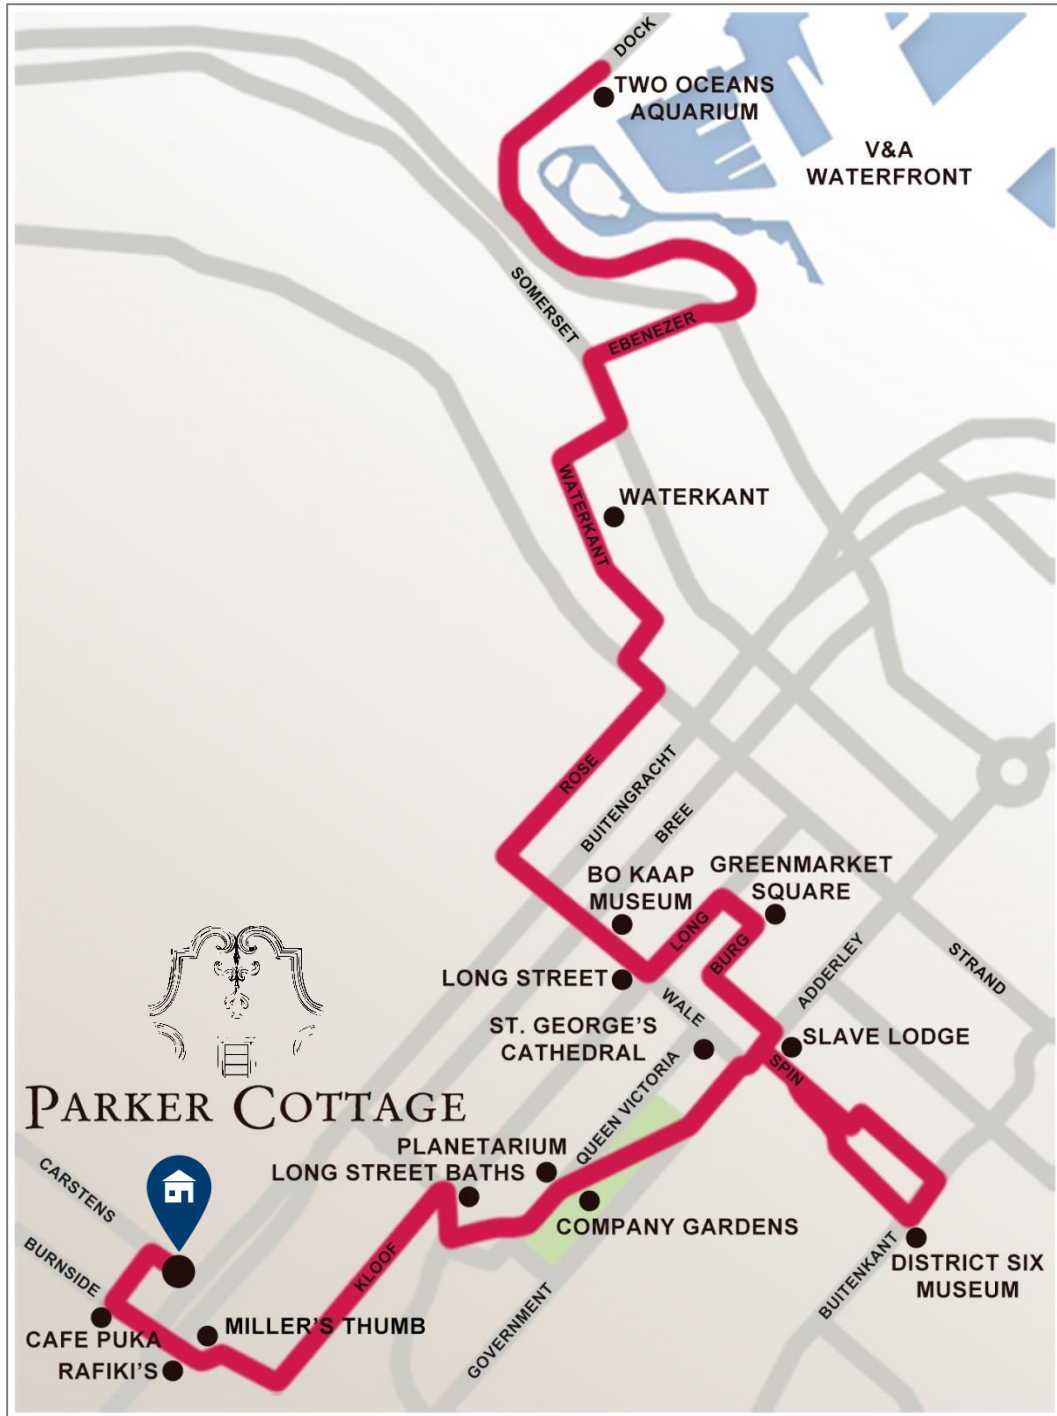 DOCK
TWO OCEANS
AQUARIUM
V&A
WATERFRONT
SOMERSET
EBENEZER
WATERKANT
WATERKANT
ROSE
BUITENGRACHT
BREE
BO KAAP
MUSEUM
GREENMARKET
SQUARE
LONG
BURG
LONG STREET
WALE
ADDERLEY
STRAND
ST. GEORGE'S
CATHEDRAL
SLAVE LODGE
SPIN
QUEEN VICTORIA
PARKER COTTAGE
PLANETARIUM
LONG STREET BATHS
CARSTENS
COMPANY GARDENS
KLOOF
BURNSIDE
GOVERNMENT
BUITENKANT
DISTRICT SIX
MUSEUM
MILLER'S THUMB
CAFE PUKA
RAFIKI'S